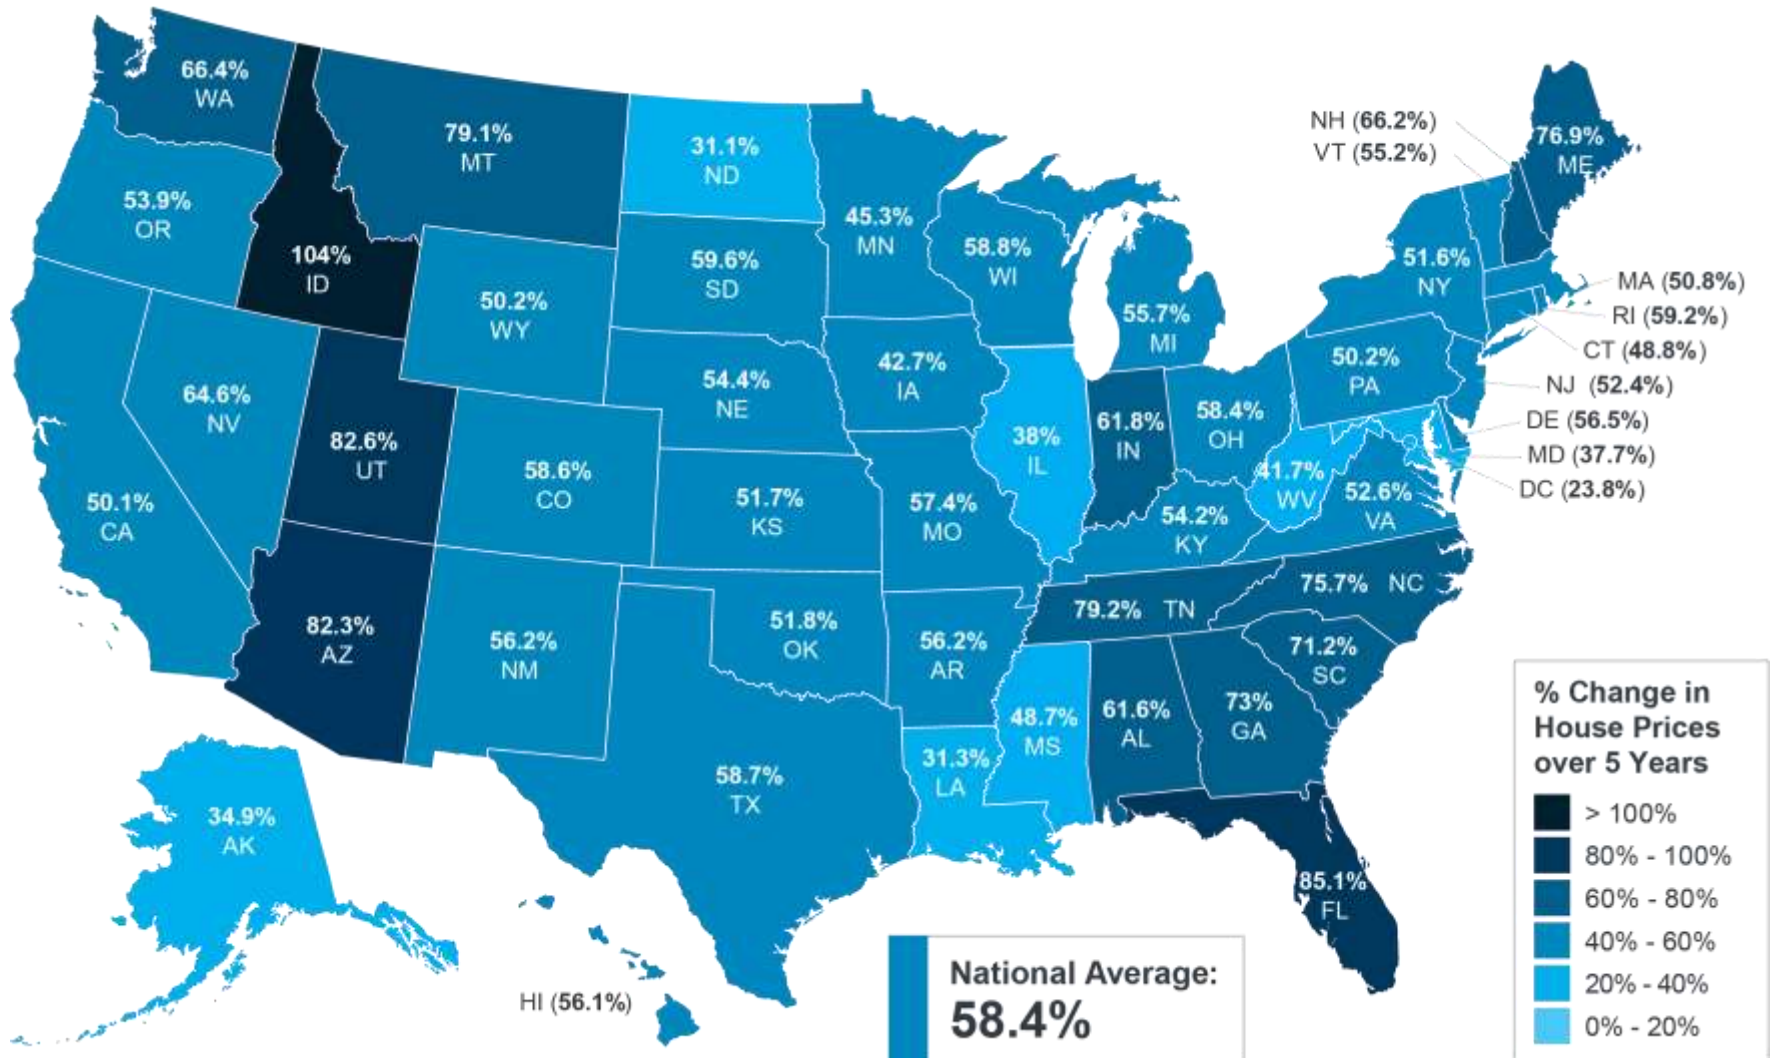 66.4%
WA
79.1%
MT
31.1%
ND
45.3%
MN
NH (66.2%)
VT (55.2%)
76.9%
ME
53.9%
OR
104%
ID
50.2%
WY
59.6%
SD
58.8%
WI
55.7%
MI
51.6%
NY
MA (50.8%)
RI (59.2%)
CT (48.8%)
NJ (52.4%)
DE (56.5%)
MD (37.7%)
DC (23.8%)
64.6%
NV
82.6%
UT
58.6%
CO
54.4%
NE
42.7%
IA
38%
IL
61.8%
IN
58.4%
OH
50.2%
PA
41.7%
WV
52.6%
VA
50.1%
CA
51.7%
KS
57.4%
MO
54.2%
KY
79.2% TN
75.7% NC
82.3%
AZ
56.2%
NM
51.8%
OK
56.2%
AR
71.2%
SC
48.7%
MS
61.6%
AL
73%
GA
31.3%
LA
58.7%
TX
34.9%
AK
85.1%
FL
HI (56.1%)
National Average:
58.4%
% Change in
House Prices
over 5 Years
> 100%
80% - 100%
60% - 80%
40% - 60%
20% - 40%
0% - 20%